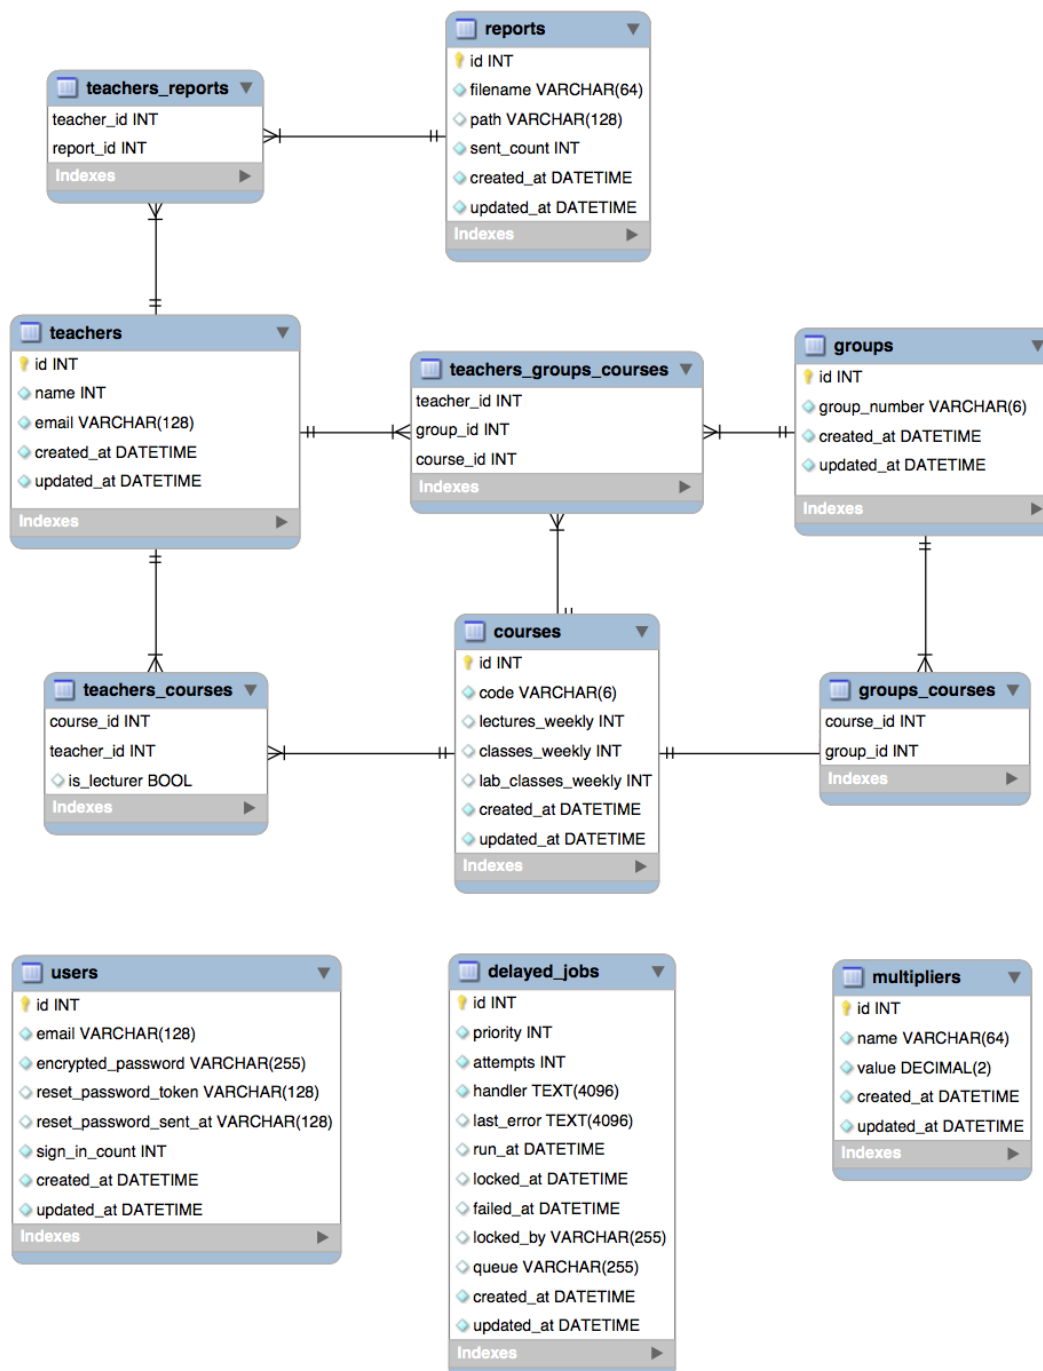 reports
id INT
filename VARCHAR(64)
path VARCHAR(128)
sent_count INT
created_at DATETIME
updated_at DATETIME
Indexes
teachers_reports
teacher_id INT
report_id INT
Indexes
teachers
id INT
name INT
email VARCHAR(128)
created_at DATETIME
updated_at DATETIME
Indexes
teachers_groups_courses
teacher_id INT
group_id INT
course_id INT
Indexes
groups
id INT
group_number VARCHAR(6)
created_at DATETIME
updated_at DATETIME
Indexes
teachers_courses
course_id INT
teacher_id INT
is_lecturer BOOL
Indexes
courses
id INT
code VARCHAR(6)
lectures_weekly INT
classes_weekly INT
lab_classes_weekly INT
created_at DATETIME
updated_at DATETIME
Indexes
groups_courses
course_id INT
group_id INT
Indexes
users
id INT
email VARCHAR(128)
encrypted_password VARCHAR(255)
reset_password_token VARCHAR(128)
reset_password_sent_at VARCHAR(128)
sign_in_count INT
created_at DATETIME
updated_at DATETIME
Indexes
delayed_jobs
id INT
priority INT
attempts INT
handler TEXT(4096)
last_error TEXT(4096)
run_at DATETIME
locked_at DATETIME
failed_at DATETIME
locked_by VARCHAR(255)
queue VARCHAR(255)
created_at DATETIME
updated_at DATETIME
Indexes
multipliers
id INT
name VARCHAR(64)
value DECIMAL(2)
created_at DATETIME
updated_at DATETIME
Indexes